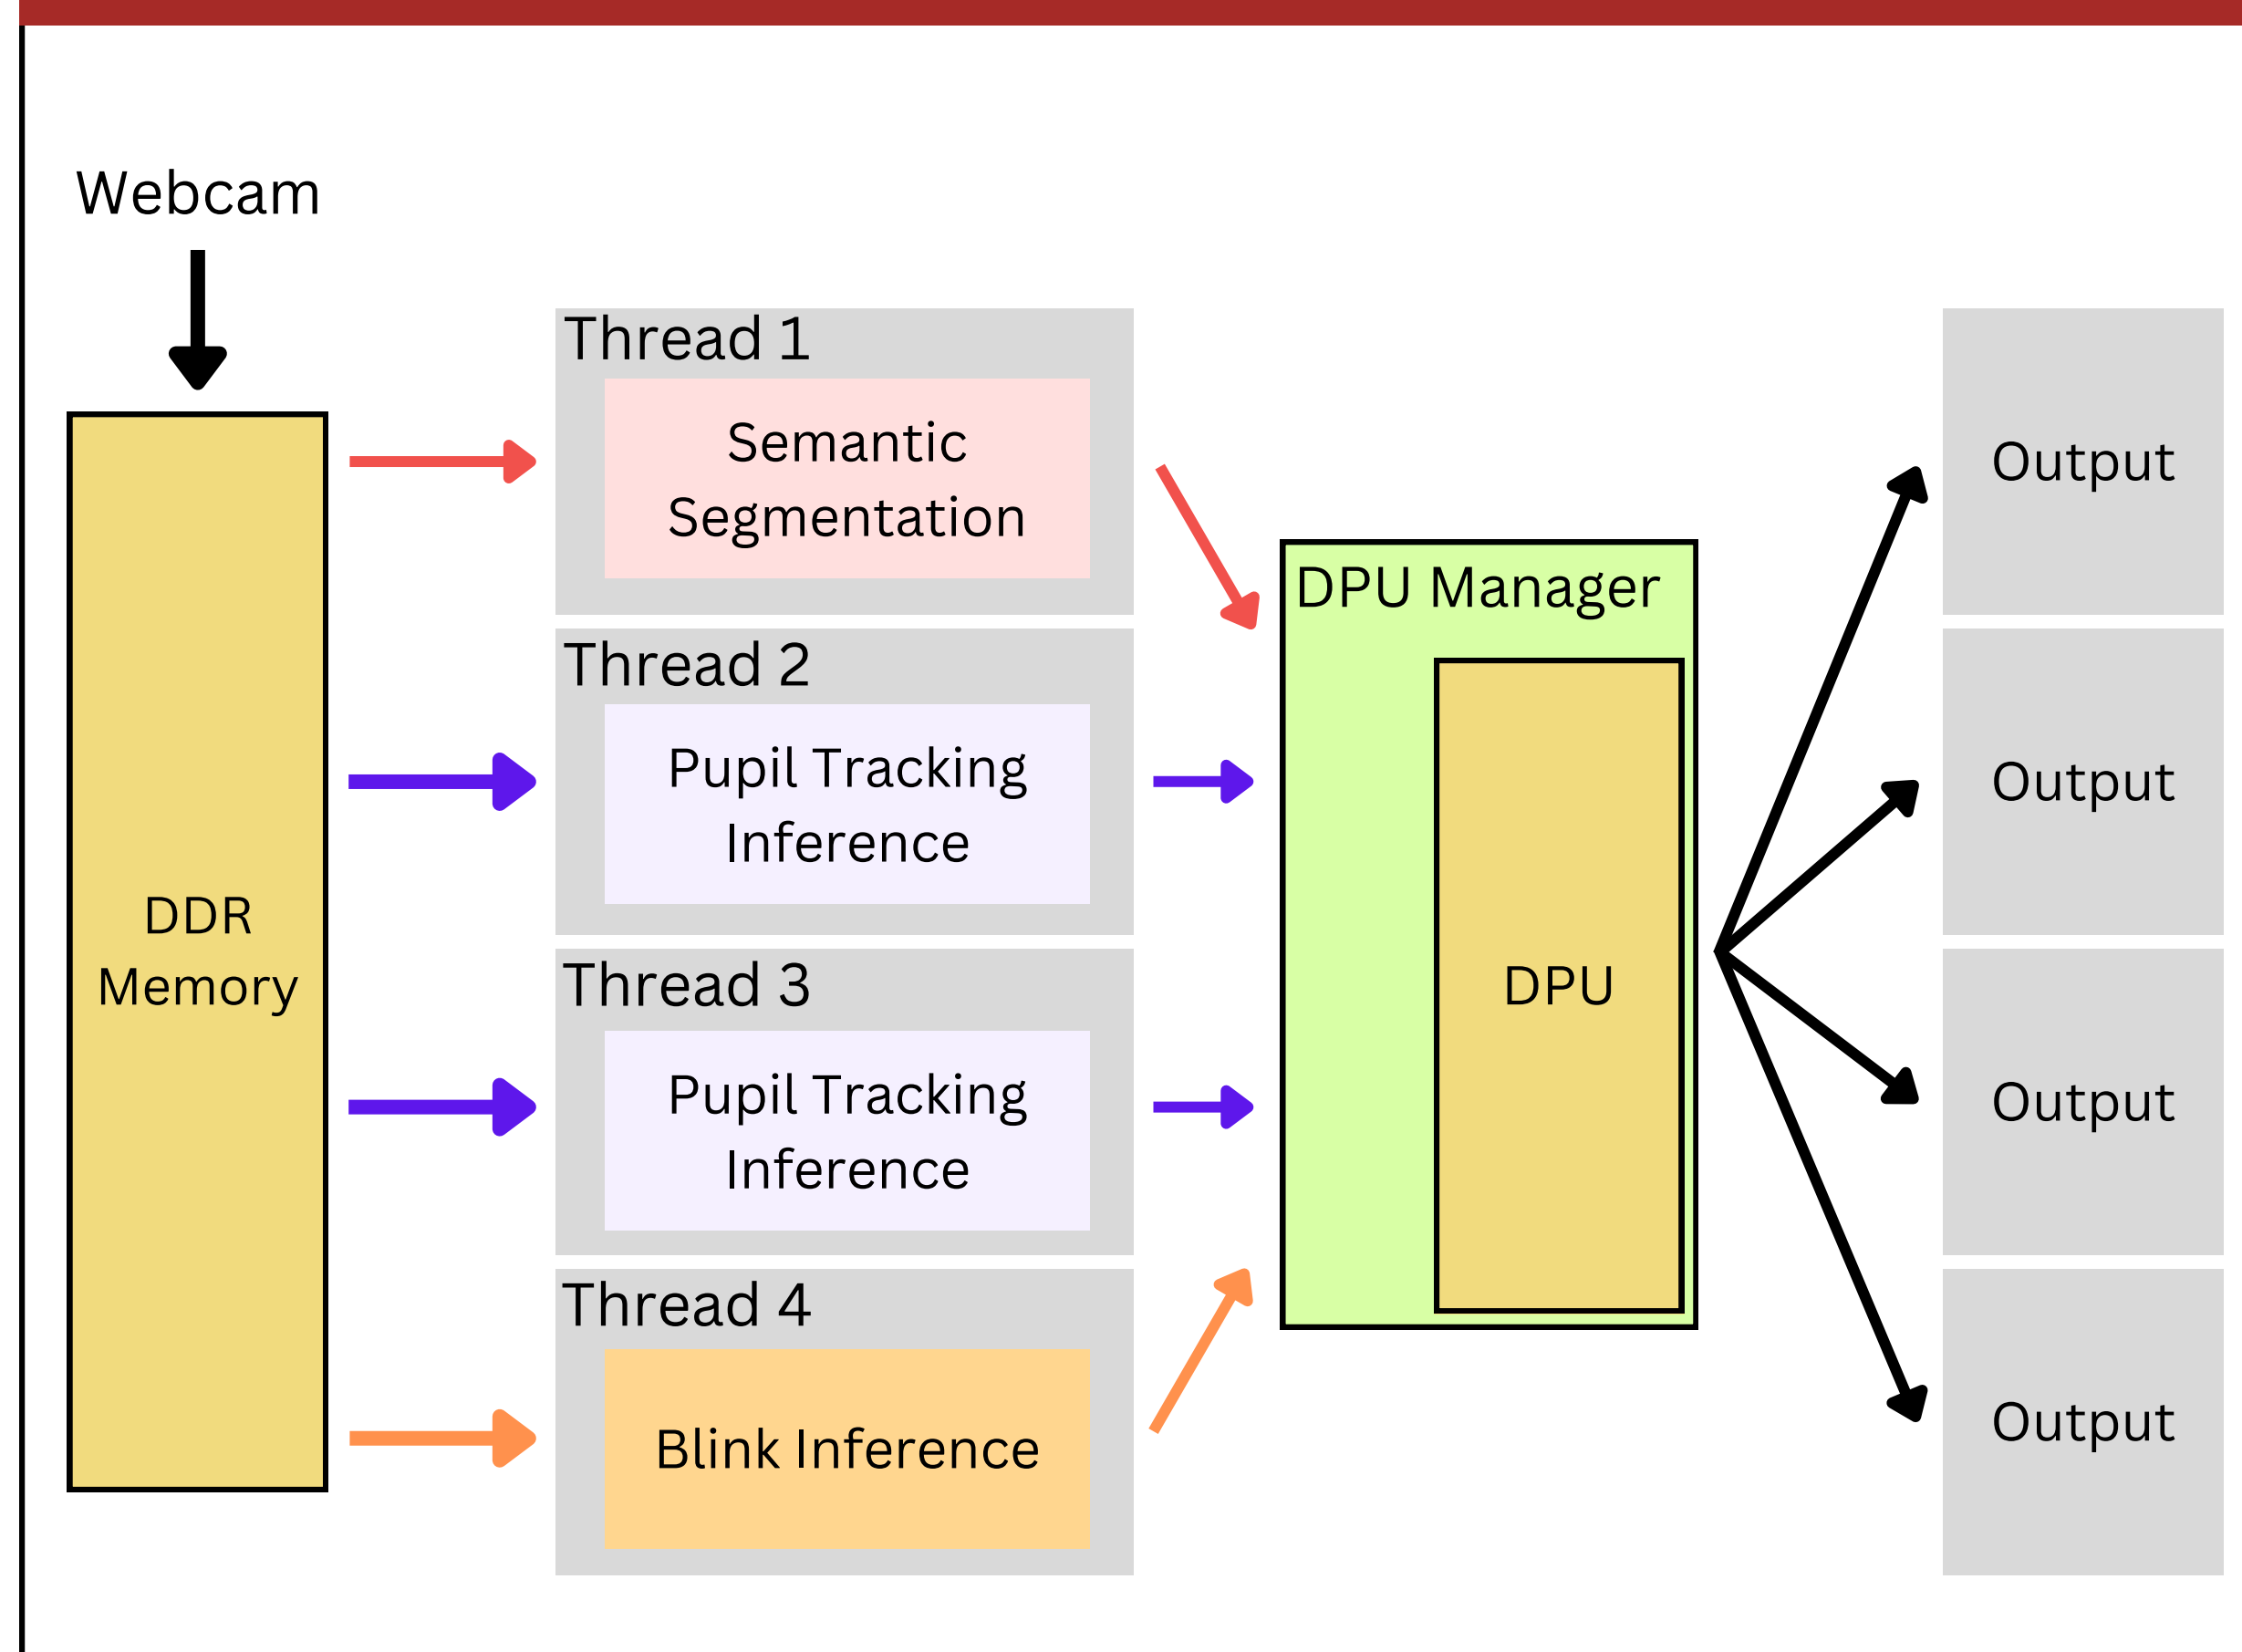 Webcam
DDR
Memory
Thread 1
Semantic
Segmentation
Thread 2
Pupil Tracking
Inference
Thread 3
Pupil Tracking
Inference
Thread 4
Blink Inference
DPU Manager
DPU
Output
Output
Output
Output